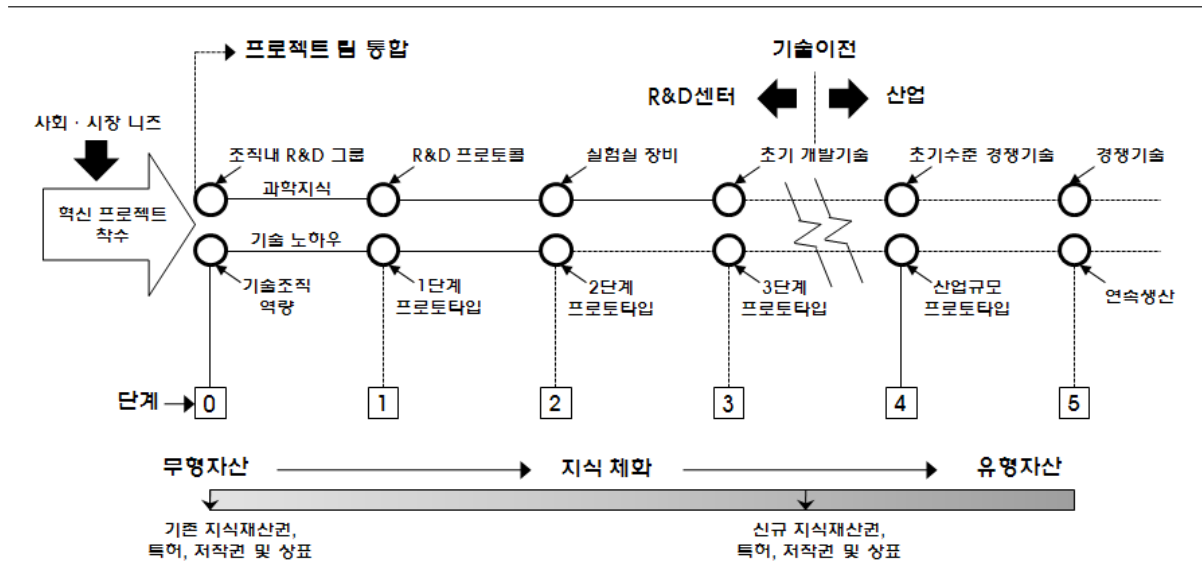 프로젝트 팀 통합
기술이전
R&D센터
산업
사회 · 시장 니즈
혁신 프로젝트
착수
조직내 R&D 그룹
R&D 프로토콜
실험실 장비
초기 개발기술
초기수준 경쟁기술
경쟁기술
과학지식
기술 노하우
기술조직
역량
1단계
프로토타입
2단계
프로토타입
3단계
프로토타입
산업규모
프로토타입
연속생산
단계
0
1
2
3
4
5
무형자산
지식 체화
유형자산
기존 지식재산권,
특허, 저작권 및 상표
신규 지식재산권,
특허, 저작권 및 상표